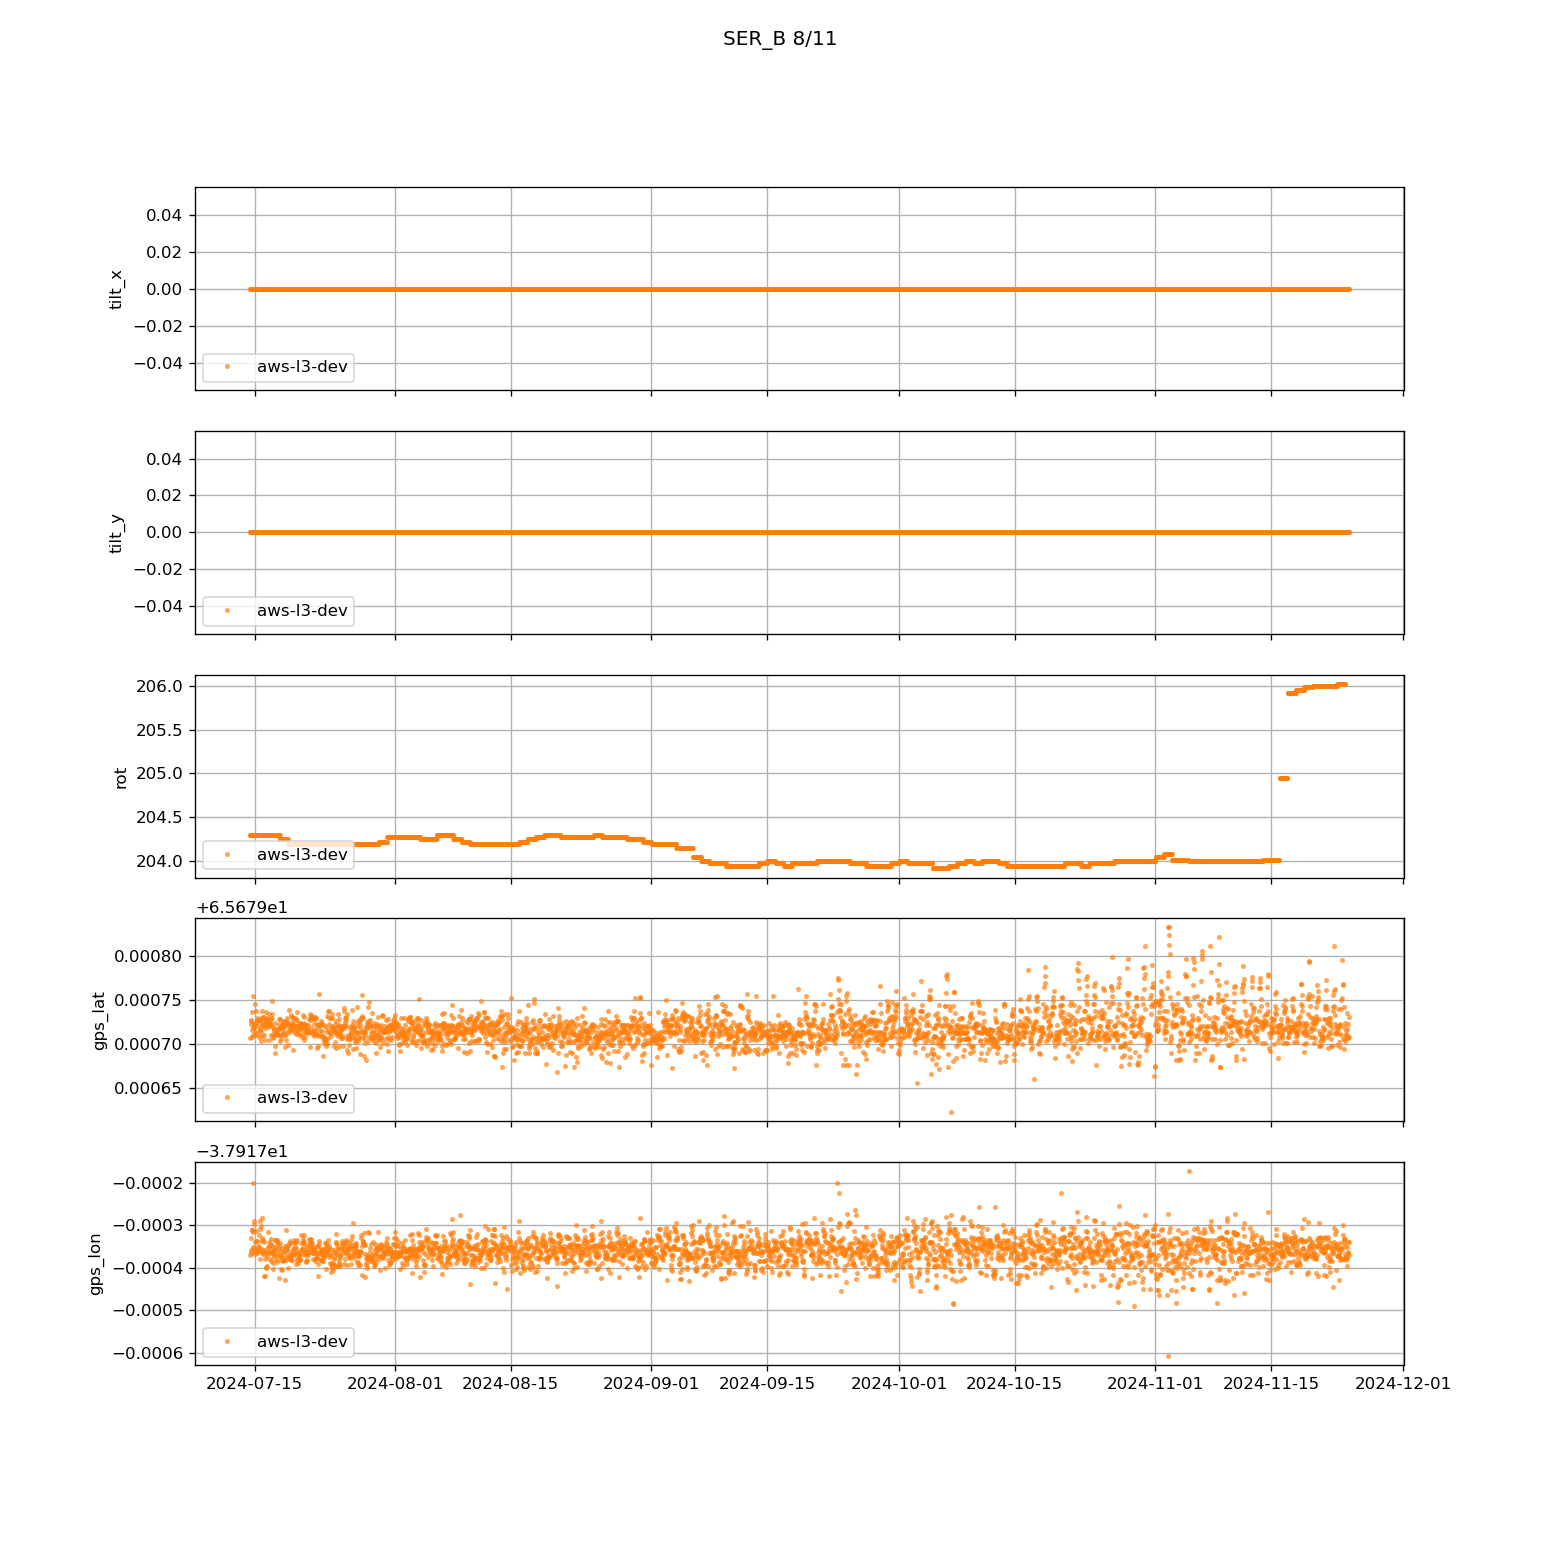 SER_B 8/11
0.04
0.02
0.00
−0.02
−0.04
tilt_x
aws-l3-dev
0.04
0.02
0.00
−0.02
−0.04
tilt_y
aws-l3-dev
206.0
205.5
205.0
204.5
204.0
rot
aws-l3-dev
+6.5679e1
0.00080
0.00075
0.00070
0.00065
gps_lat
aws-l3-dev
−3.7917e1
−0.0002
−0.0003
−0.0004
−0.0005
−0.0006
gps_lon
aws-l3-dev
2024-07-15 2024-08-01 2024-08-15 2024-09-01 2024-09-15 2024-10-01 2024-10-15 2024-11-01 2024-11-15 2024-12-01